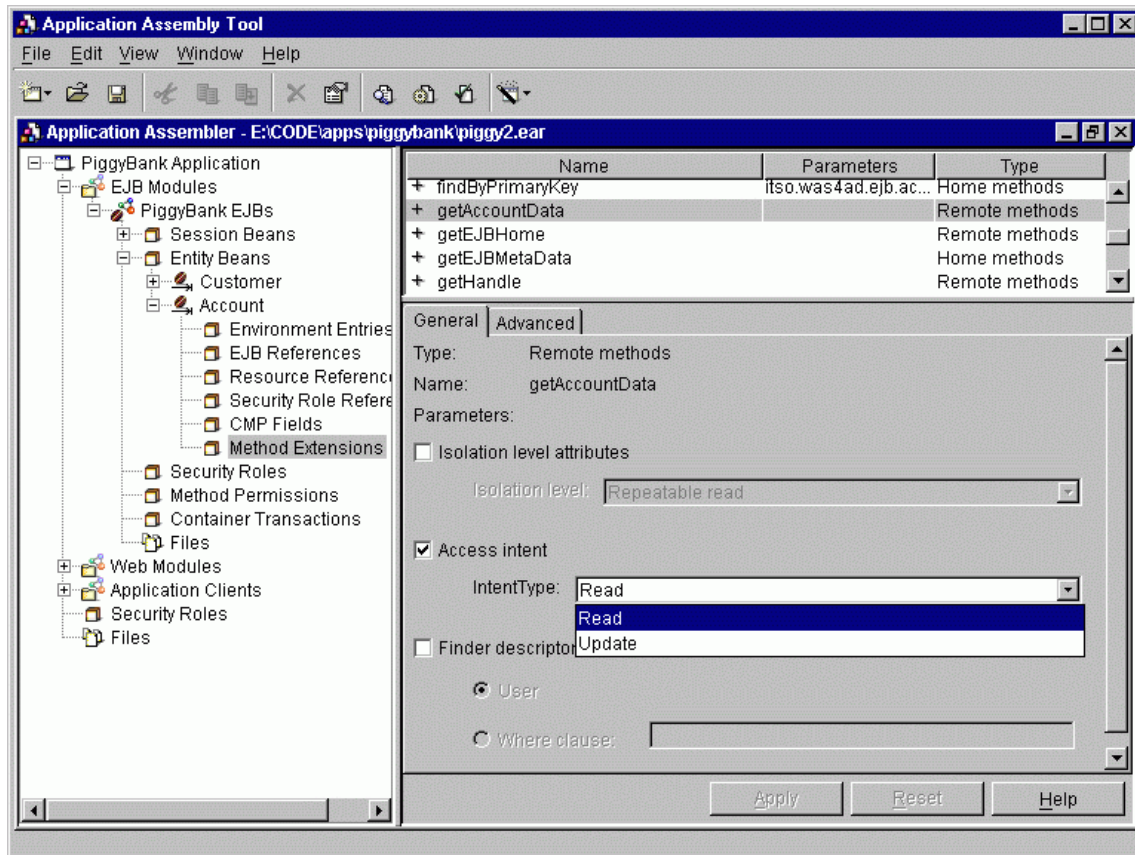 Application Assembly Tool
File Edit View Window Help
Application Assembler - E:\CODE\apps\piggybank\piggy2.ear
PiggyBank Application
EJB Modules
PiggyBank EJBs
Session Beans
Entity Beans
Customer
Account
Environment Entries
EJB References
Resource Referenc
Security Role Refere
CMP Fields
Method Extensions
Security Roles
Method Permissions
Container Transactions
Files
Web Modules
Application Clients
Security Roles
Files
Name Parameters Type
findByPrimaryKey itso.was4ad.ejb.ac... Home methods
getAccountData Remote methods
getEJBHome Remote methods
getEJBMetaData Home methods
getHandle Remote methods
General Advanced
Type: Remote methods
Name: getAccountData
Parameters:
Isolation level attributes
Isolation level: Repeatable read
Access intent
IntentType: Read
Read
Update
Finder descriptor
User
Where clause:
Apply Reset Help